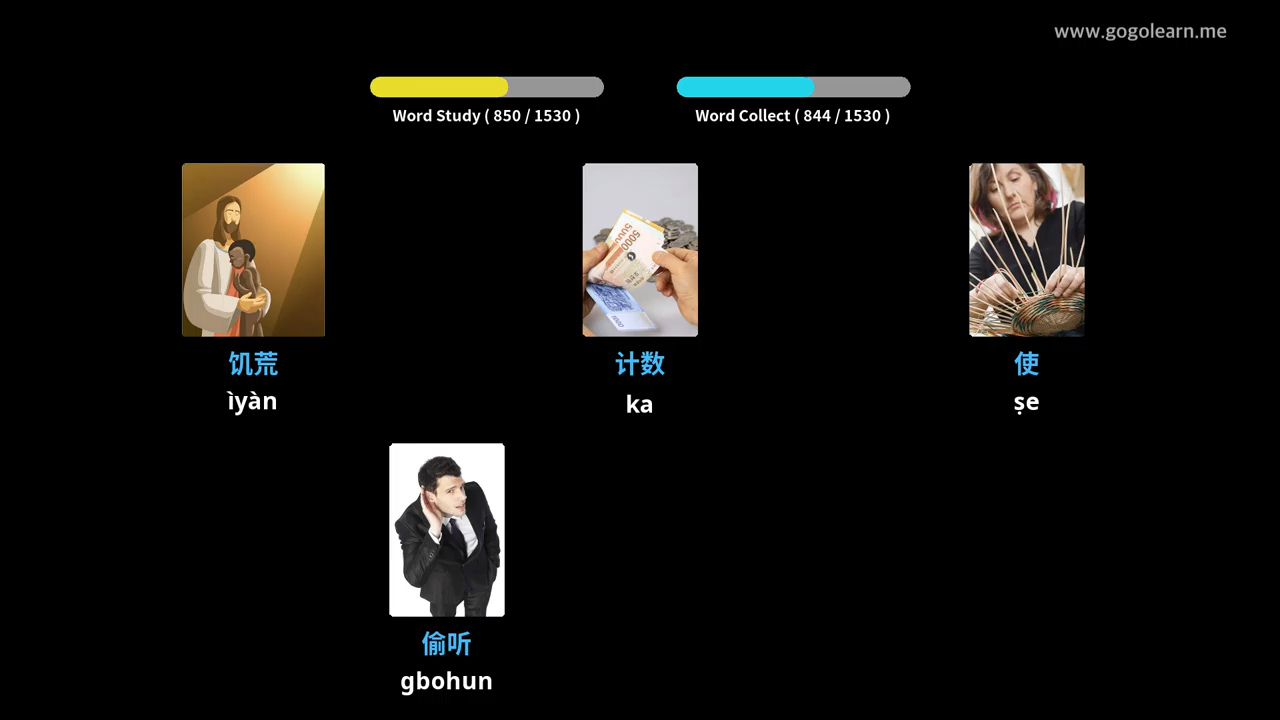 www.gogolearn.me
Word Study ( 850 / 1530 )
Word Collect ( 844 / 1530 )
饥荒
ìyàn
计数
ka
使
ṣe
偷听
gbohun